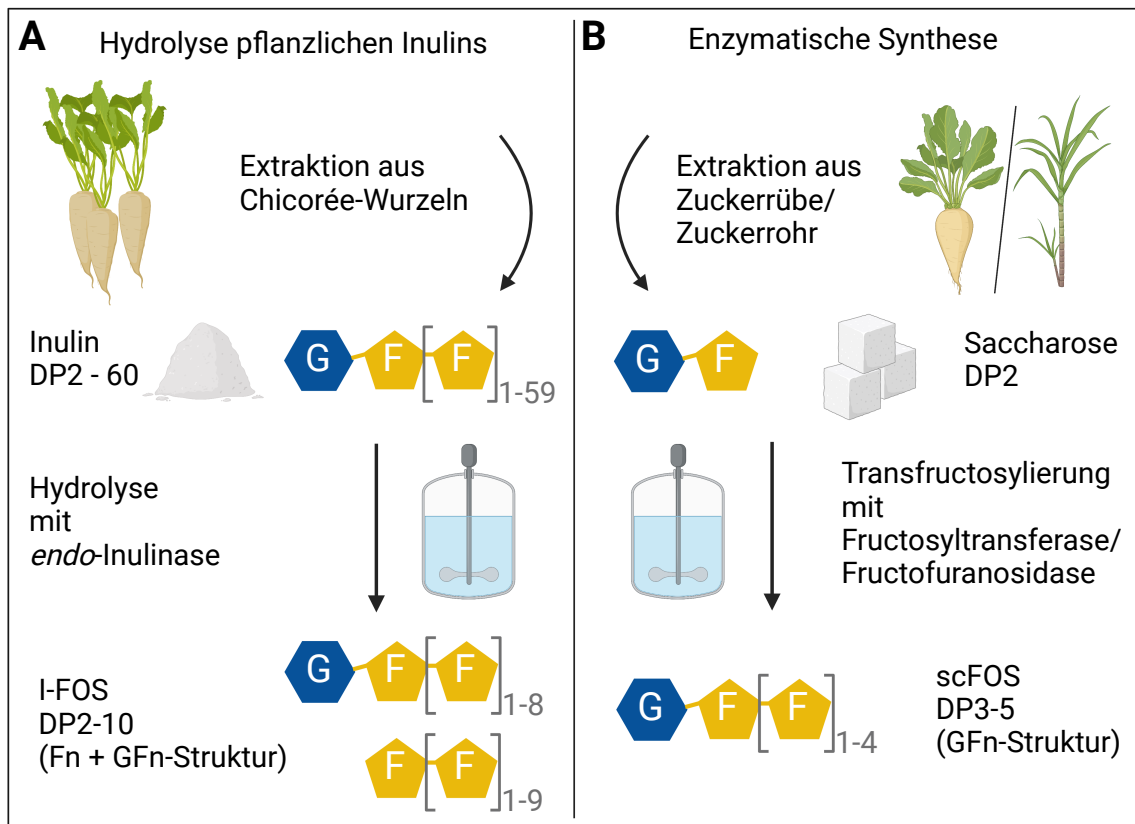 A
Hydrolyse pflanzlichen Inulins
Extraktion aus
Chicorée-Wurzeln
Inulin
DP2 - 60
G
F
F
1-59
Hydrolyse
mit
endo-Inulinase
I-FOS
DP2-10
(Fn + GFn-Struktur)
G
F
F
1-8
F
F
1-9
B
Enzymatische Synthese
Extraktion aus
Zuckerrübe/
Zuckerrohr
G
F
Saccharose
DP2
Transfructosylierung
mit
Fructosyltransferase/
Fructofuranosidase
G
F
F
1-4
scFOS
DP3-5
(GFn-Struktur)